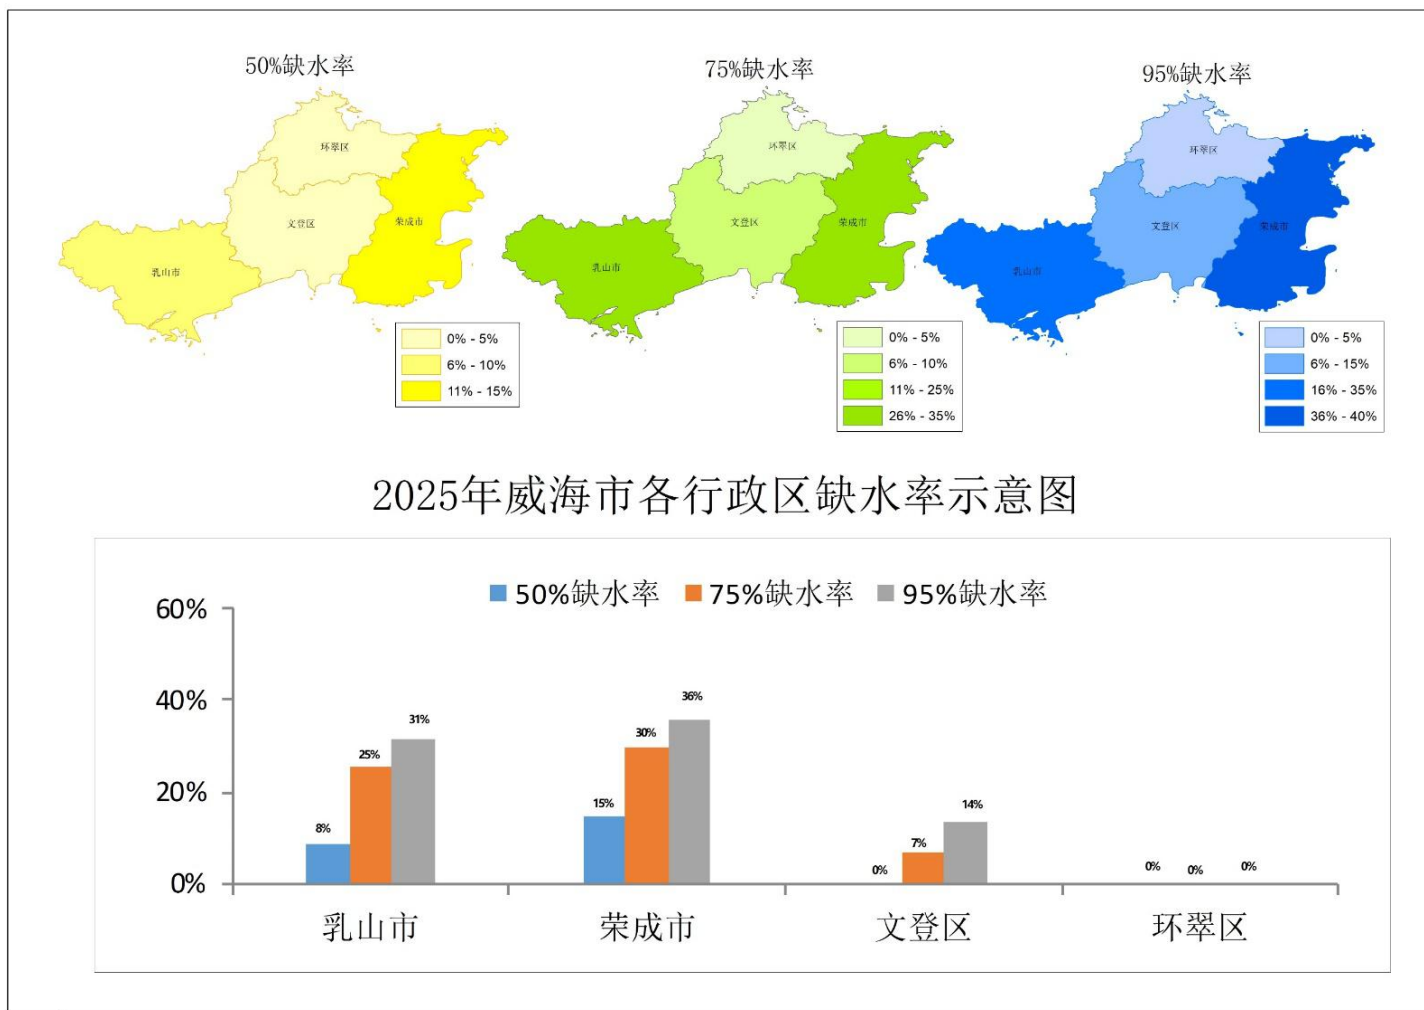 50%缺水率
75%缺水率
95%缺水率
环翠区
文登区
荣成市
乳山市
0% - 5%
6% - 10%
11% - 15%
环翠区
文登区
荣成市
乳山市
0% - 5%
6% - 10%
11% - 25%
26% - 35%
环翠区
文登区
荣成市
乳山市
0% - 5%
6% - 15%
16% - 35%
36% - 40%
2025年威海市各行政区缺水率示意图
50%缺水率 75%缺水率 95%缺水率
60%
40%
20%
0%
8% 25% 31%
15% 30% 36%
0% 7% 14%
0% 0% 0%
乳山市 荣成市 文登区 环翠区